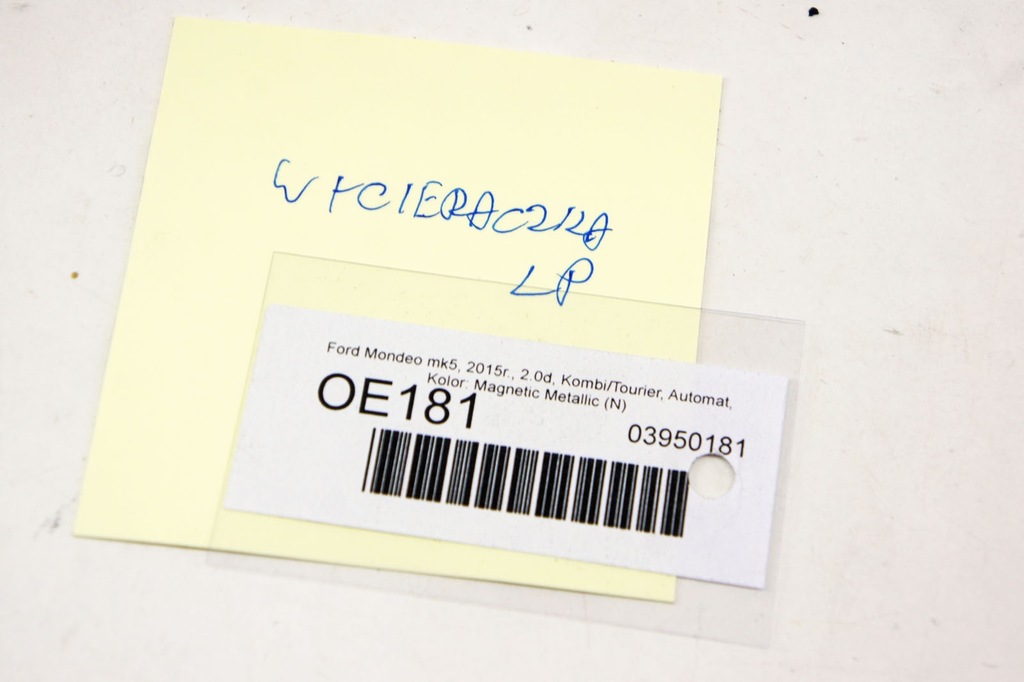 WYCIERACZKA
LP
Ford Mondeo mk5, 2015r., 2.0d, Kombi/Tourier, Automat,
Kolor: Magnetic Metallic (N)
OE181
03950181